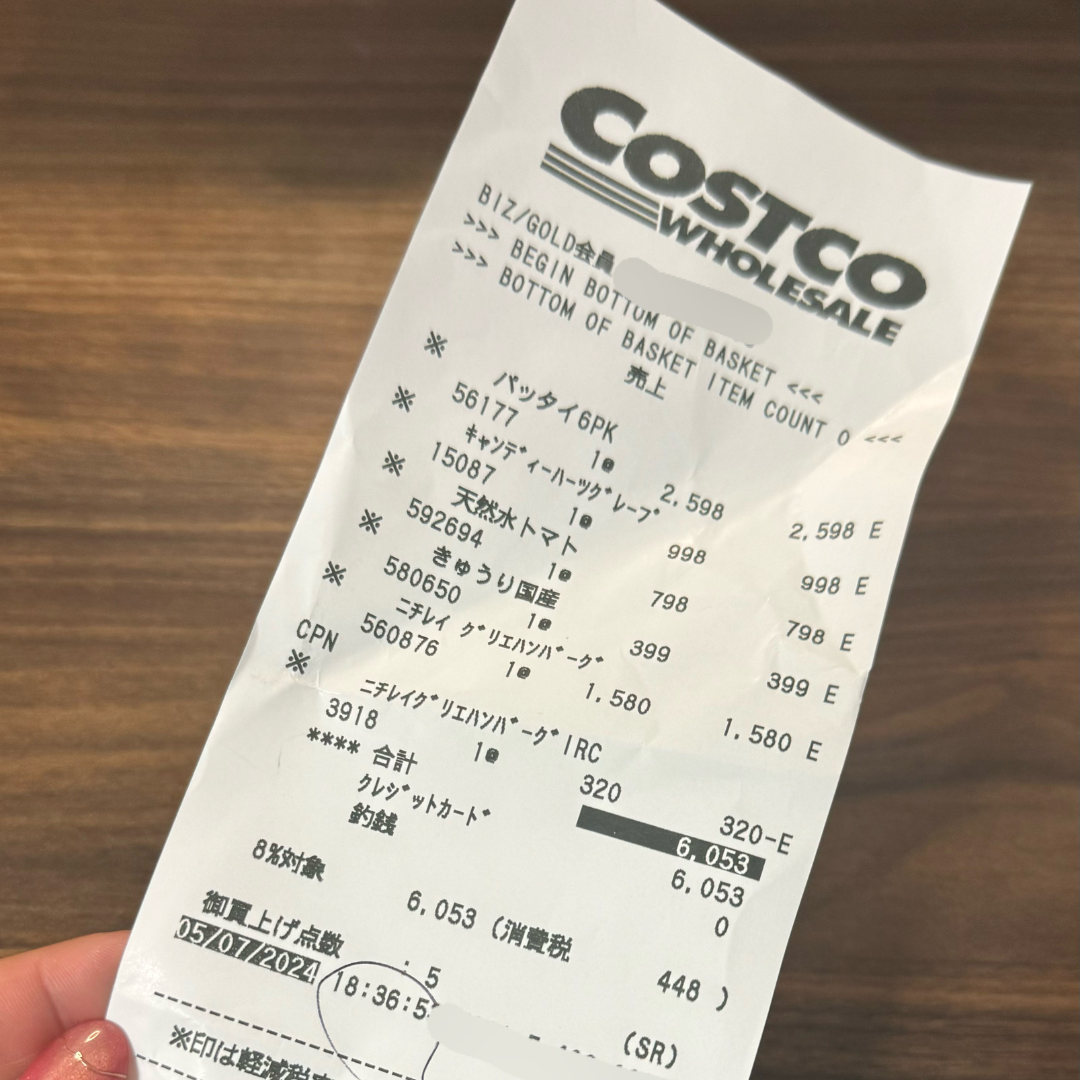 COSTCO
WHOLESALE
BIZ/GOLD会員
>>> BEGIN BOTTOM OF BASKET <<<
>>> BOTTOM OF BASKET ITEM COUNT 0 <<<
売上
※ パッタイ6PK
56177 1@ 2,598 2,598 E
※ キャンディーハーツグレープ
15087 1@ 998 998 E
※ 天然水トマト
592694 1@ 798 798 E
※ きゅうり国産
580650 1@ 399 399 E
※ ニチレイ グリエハンバーグ
560876 1@ 1,580 1,580 E
CPN
※ ニチレイグリエハンバーグIRC
3918 1@ 320 320-E
**** 合計 6,053
クレジットカード 6,053
釣銭 0
8%対象 6,053 (消費税 448 )
御買上げ点数 : 5
05/07/2024 18:36:5 (SR)
※印は軽減税